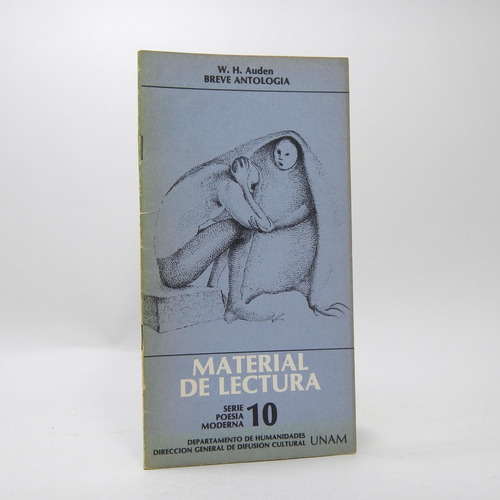 W. H. Auden
BREVE ANTOLOGIA
MATERIAL
DE LECTURA
SERIE
POESIA
MODERNA 10
DEPARTAMENTO DE HUMANIDADES
DIRECCION GENERAL DE DIFUSION CULTURAL UNAM